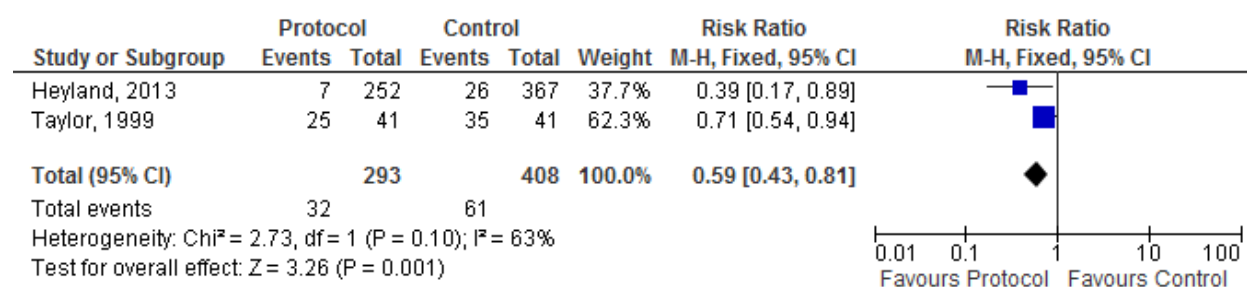 Protocol Control Risk Ratio Risk Ratio
Study or Subgroup Events Total Events Total Weight M-H, Fixed, 95% CI M-H, Fixed, 95% CI
Heyland, 2013 7 252 26 367 37.7% 0.39 [0.17, 0.89]
Taylor, 1999 25 41 35 41 62.3% 0.71 [0.54, 0.94]
Total (95% CI) 293 408 100.0% 0.59 [0.43, 0.81]
Total events 32 61
Heterogeneity: Chi² = 2.73, df = 1 (P = 0.10); I² = 63%
Test for overall effect: Z = 3.26 (P = 0.001)
0.01 0.1 1 10 100
Favours Protocol Favours Control